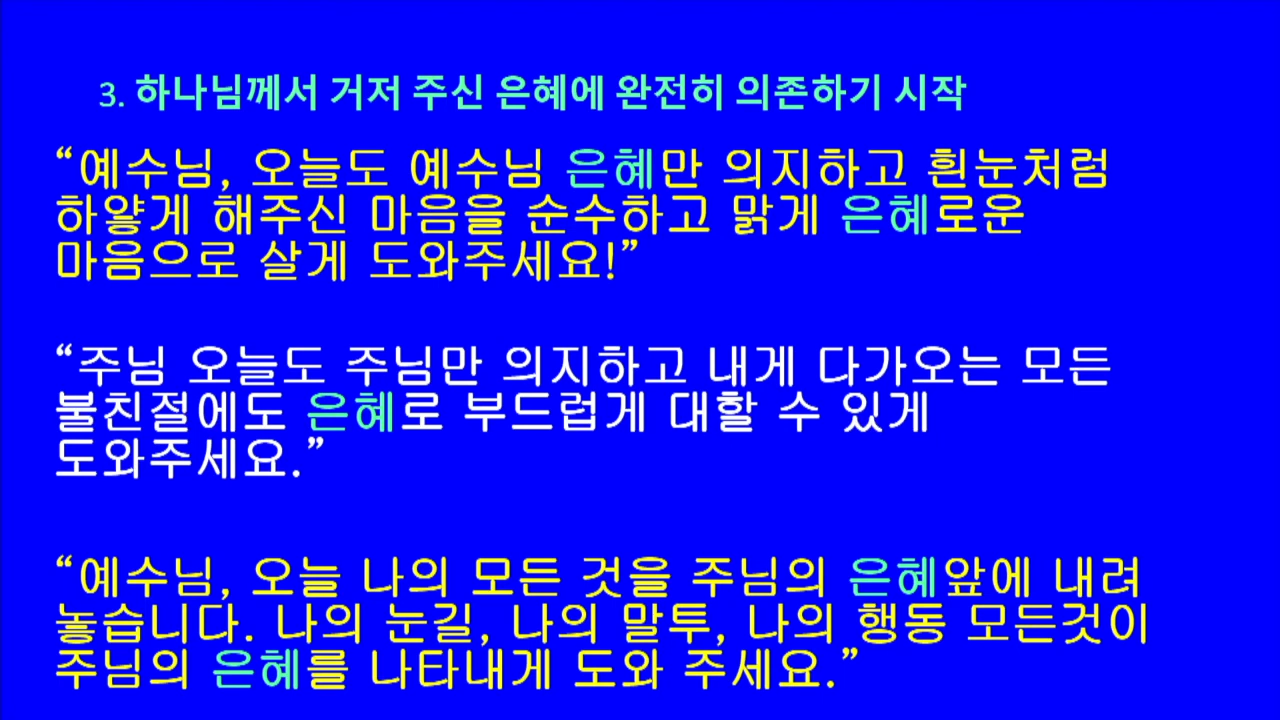 3. 하나님께서 거저 주신 은혜에 완전히 의존하기 시작
“예수님, 오늘도 예수님 은혜만 의지하고 흰눈처럼
하얗게 해주신 마음을 순수하고 맑게 은혜로운
마음으로 살게 도와주세요!”
“주님 오늘도 주님만 의지하고 내게 다가오는 모든
불친절에도 은혜로 부드럽게 대할 수 있게
도와주세요.”
“예수님, 오늘 나의 모든 것을 주님의 은혜앞에 내려
놓습니다. 나의 눈길, 나의 말투, 나의 행동 모든것이
주님의 은혜를 나타내게 도와 주세요.”